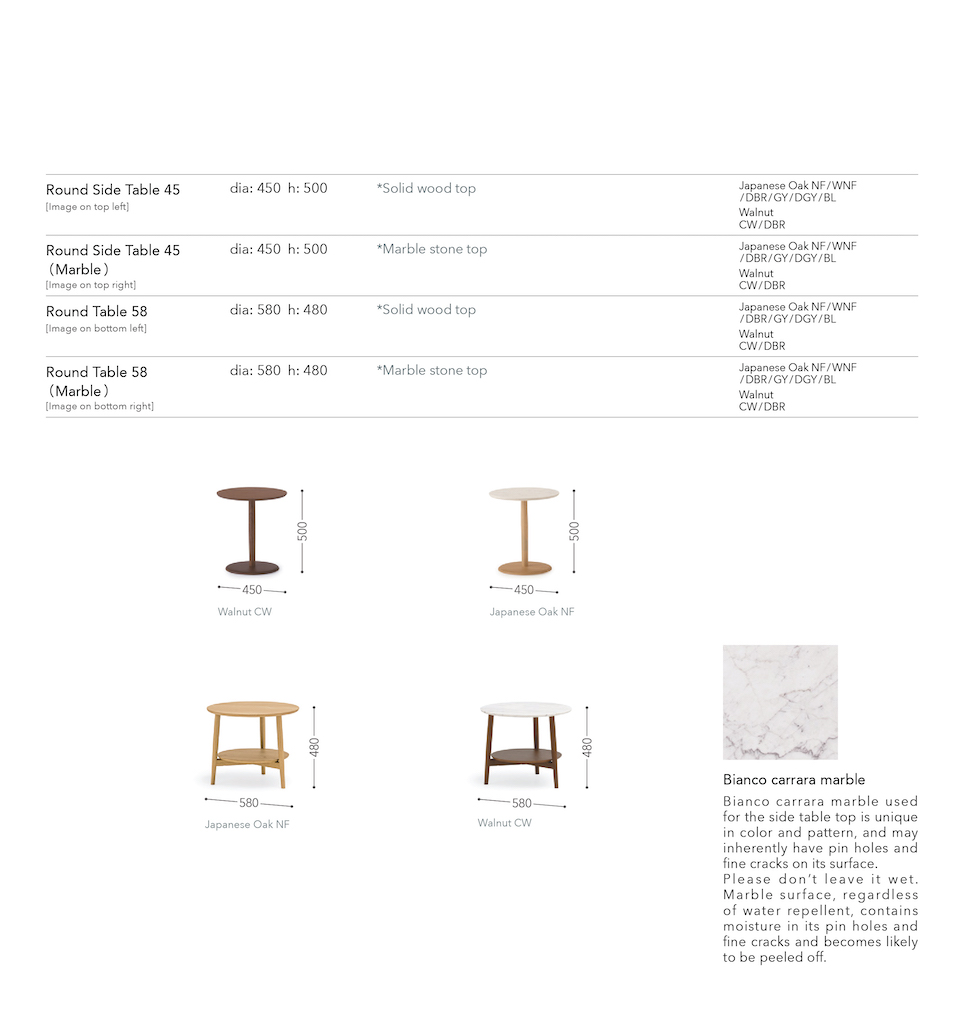 Round Side Table 45
[Image on top left]
dia: 450 h: 500
*Solid wood top
Japanese Oak NF/WNF
/DBR/GY/DGY/BL
Walnut
CW/DBR
Round Side Table 45
(Marble)
[Image on top right]
dia: 450 h: 500
*Marble stone top
Japanese Oak NF/WNF
/DBR/GY/DGY/BL
Walnut
CW/DBR
Round Table 58
[Image on bottom left]
dia: 580 h: 480
*Solid wood top
Japanese Oak NF/WNF
/DBR/GY/DGY/BL
Walnut
CW/DBR
Round Table 58
(Marble)
[Image on bottom right]
dia: 580 h: 480
*Marble stone top
Japanese Oak NF/WNF
/DBR/GY/DGY/BL
Walnut
CW/DBR
500
450
Walnut CW
500
450
Japanese Oak NF
480
580
Japanese Oak NF
480
580
Walnut CW
Bianco carrara marble
Bianco carrara marble used
for the side table top is unique
in color and pattern, and may
inherently have pin holes and
fine cracks on its surface.
Please don't leave it wet.
Marble surface, regardless
of water repellent, contains
moisture in its pin holes and
fine cracks and becomes likely
to be peeled off.